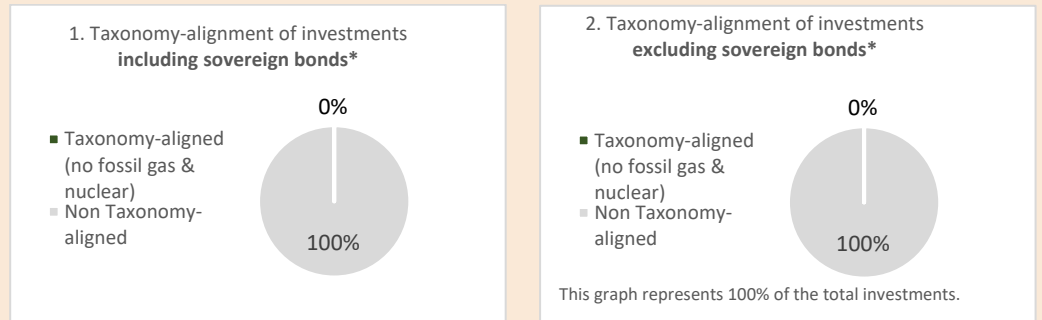 1. Taxonomy-alignment of investments
including sovereign bonds*
0%
Taxonomy-aligned
(no fossil gas &
nuclear)
Non Taxonomy-
aligned
100%
2. Taxonomy-alignment of investments
excluding sovereign bonds*
0%
Taxonomy-aligned
(no fossil gas &
nuclear)
Non Taxonomy-
aligned
100%
This graph represents 100% of the total investments.